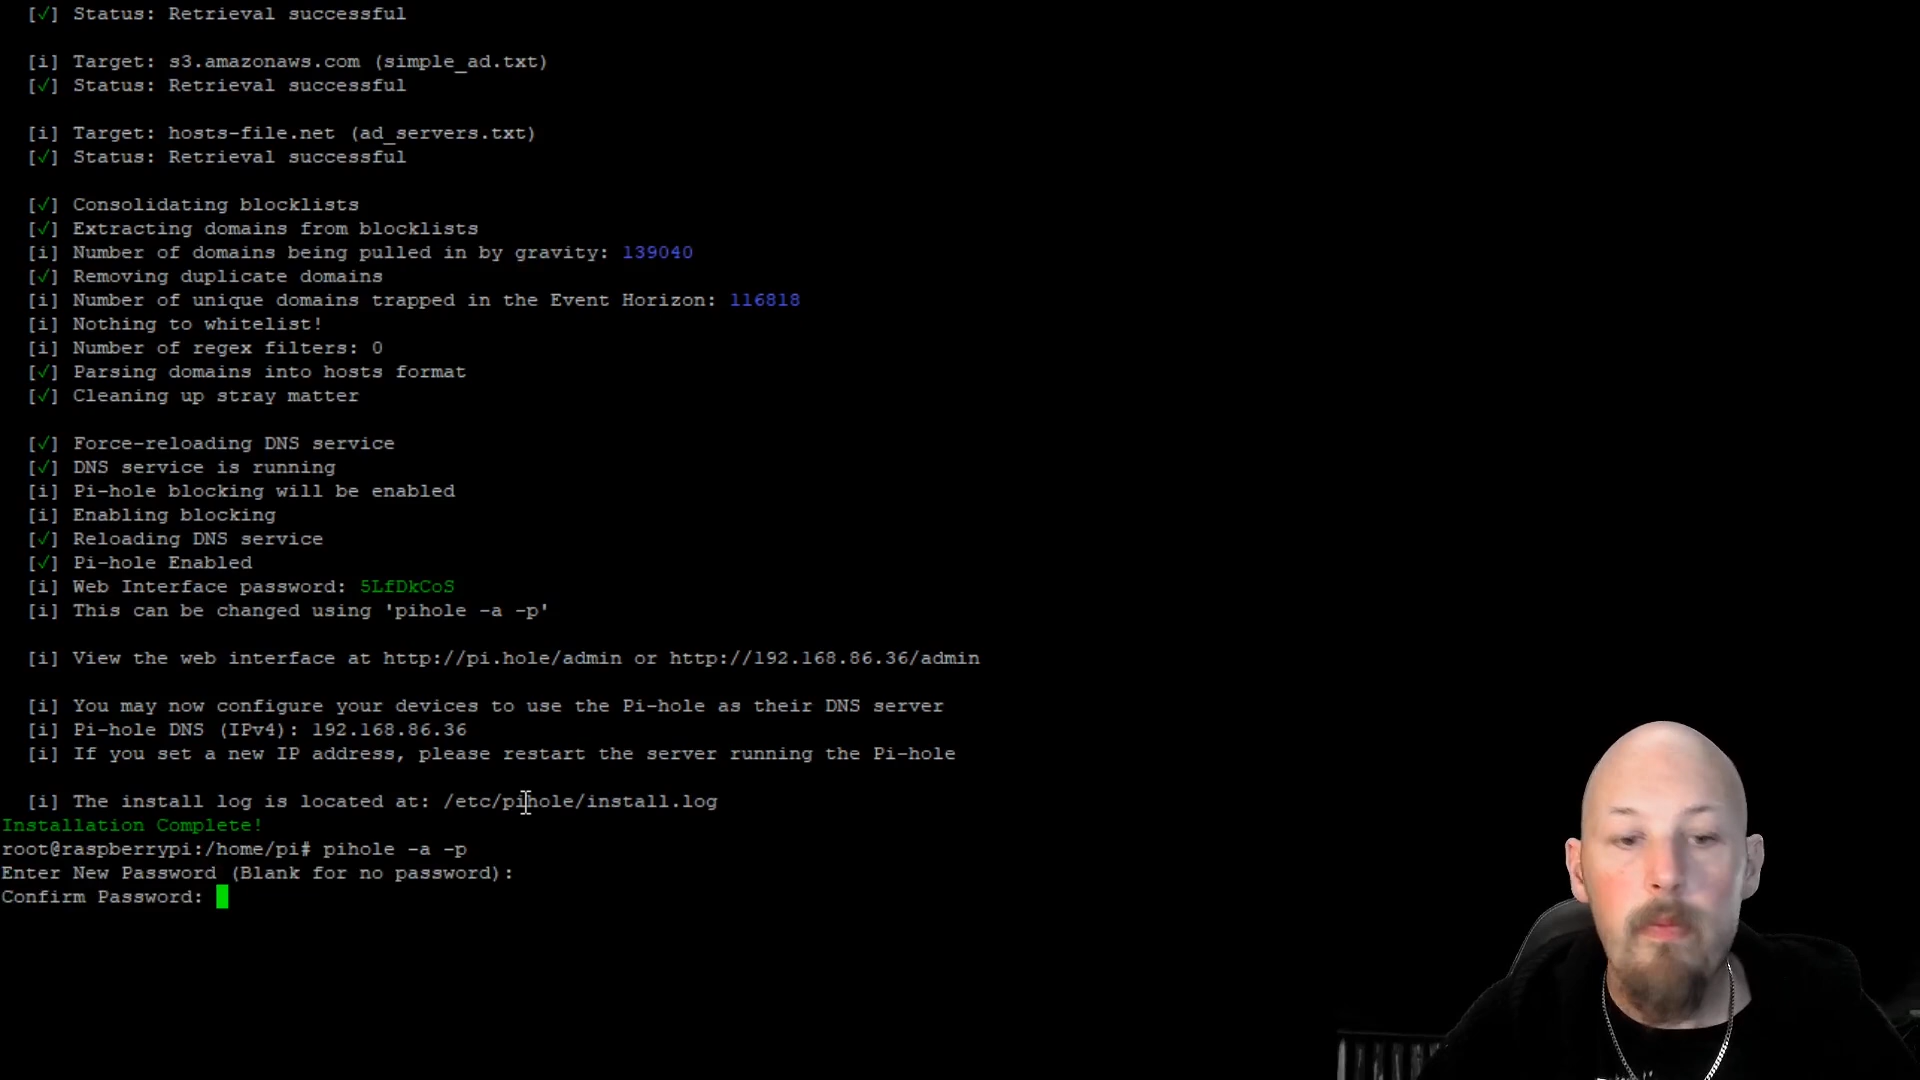 [✓] Status: Retrieval successful
[i] Target: s3.amazonaws.com (simple_ad.txt)
[✓] Status: Retrieval successful
[i] Target: hosts-file.net (ad_servers.txt)
[✓] Status: Retrieval successful
[✓] Consolidating blocklists
[✓] Extracting domains from blocklists
[i] Number of domains being pulled in by gravity: 139040
[✓] Removing duplicate domains
[i] Number of unique domains trapped in the Event Horizon: 116818
[i] Nothing to whitelist!
[i] Number of regex filters: 0
[✓] Parsing domains into hosts format
[✓] Cleaning up stray matter
[✓] Force-reloading DNS service
[✓] DNS service is running
[i] Pi-hole blocking will be enabled
[i] Enabling blocking
[✓] Reloading DNS service
[✓] Pi-hole Enabled
[i] Web Interface password: 5LfDkCoS
[i] This can be changed using 'pihole -a -p'
[i] View the web interface at http://pi.hole/admin or http://192.168.86.36/admin
[i] You may now configure your devices to use the Pi-hole as their DNS server
[i] Pi-hole DNS (IPv4): 192.168.86.36
[i] If you set a new IP address, please restart the server running the Pi-hole
[i] The install log is located at: /etc/pihole/install.log
Installation Complete!
root@raspberrypi:/home/pi# pihole -a -p
Enter New Password (Blank for no password):
Confirm Password: